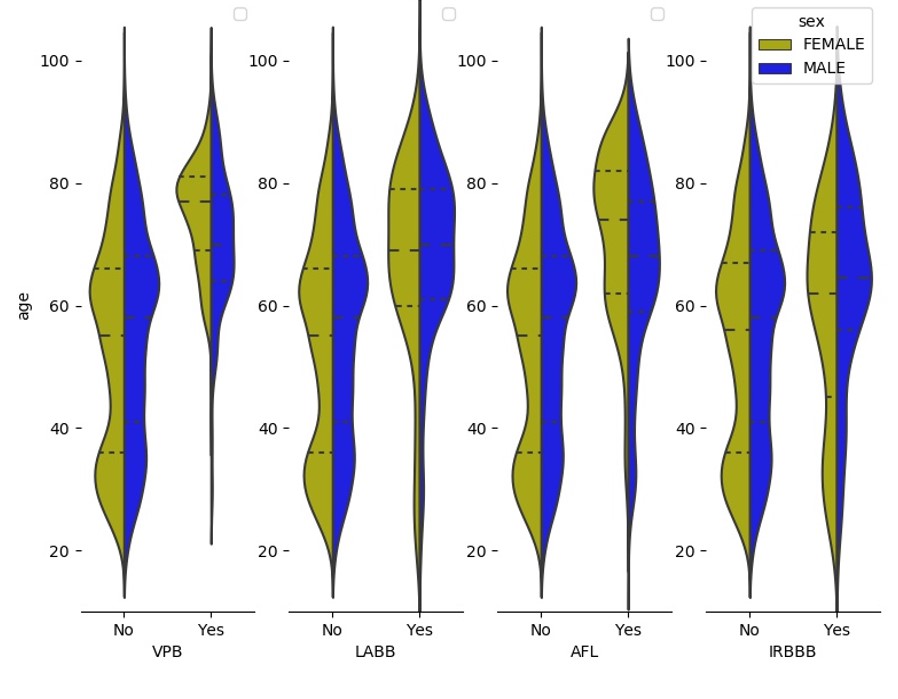 sex
FEMALE
MALE
100 100 100 100
80 80 80 80
60 60 60 60
40 40 40 40
20 20 20 20
age
No Yes No Yes No Yes No Yes
VPB LABB AFL IRBBB